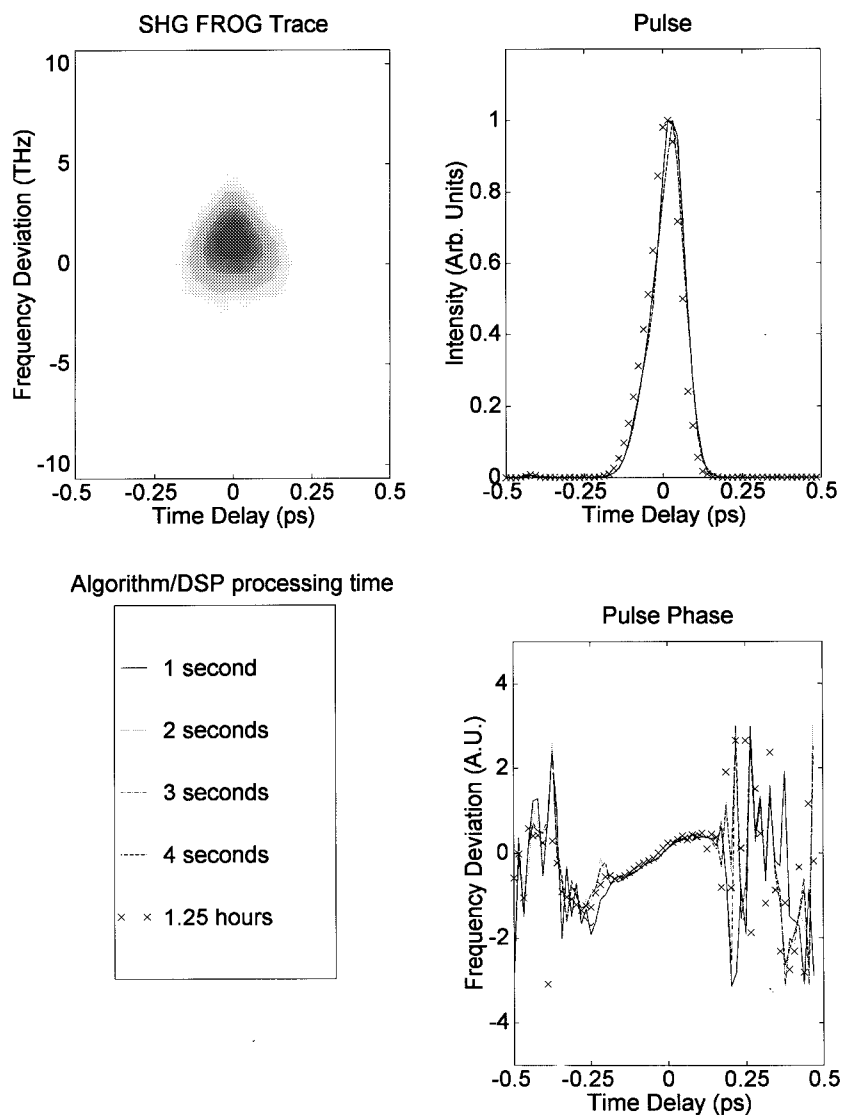 SHG FROG Trace
10
5
0
-5
-10
Frequency Deviation (THz)
-0.5
-0.25
0
0.25
0.5
Time Delay (ps)
Pulse
1
0.8
0.6
0.4
0.2
0
Intensity (Arb. Units)
-0.5
-0.25
0
0.25
0.5
Time Delay (ps)
Algorithm/DSP processing time
1 second
2 seconds
3 seconds
4 seconds
× × 1.25 hours
Pulse Phase
4
2
0
-2
-4
Frequency Deviation (A.U.)
-0.5
-0.25
0
0.25
0.5
Time Delay (ps)